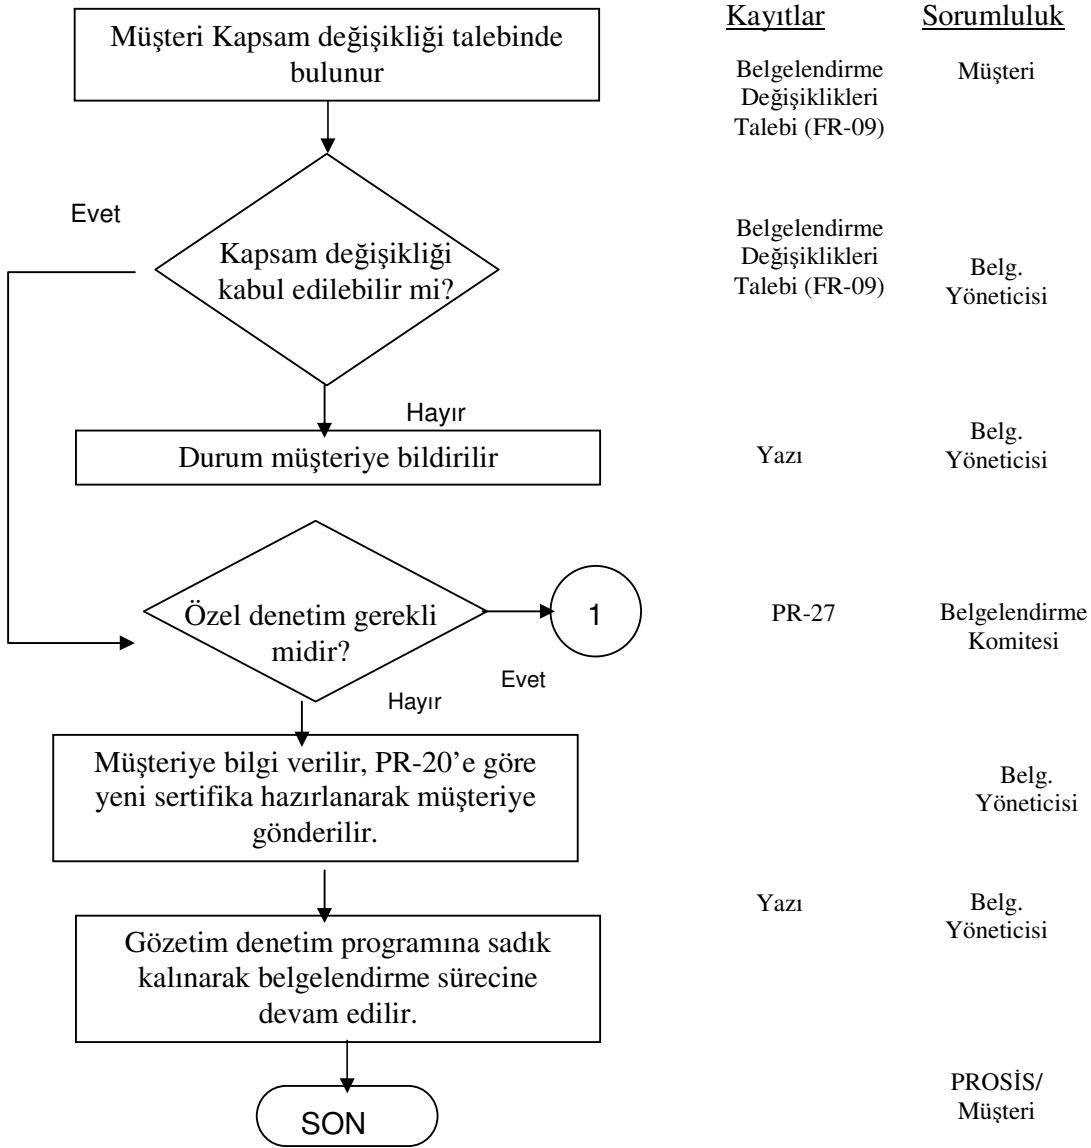 Kayıtlar Sorumluluk
Müşteri Kapsam değişikliği talebinde
bulunur
Belgelendirme
Değişiklikleri
Talebi (FR-09)
Müşteri
Evet
Kapsam değişikliği
kabul edilebilir mi?
Belgelendirme
Değişiklikleri
Talebi (FR-09)
Belg.
Yöneticisi
Hayır
Durum müşteriye bildirilir
Yazı
Belg.
Yöneticisi
Özel denetim gerekli
midir?
1
PR-27
Belgelendirme
Komitesi
Evet
Hayır
Müşteriye bilgi verilir, PR-20’e göre
yeni sertifika hazırlanarak müşteriye
gönderilir.
Belg.
Yöneticisi
Gözetim denetim programına sadık
kalınarak belgelendirme sürecine
devam edilir.
Yazı
Belg.
Yöneticisi
SON
PROSİS/
Müşteri